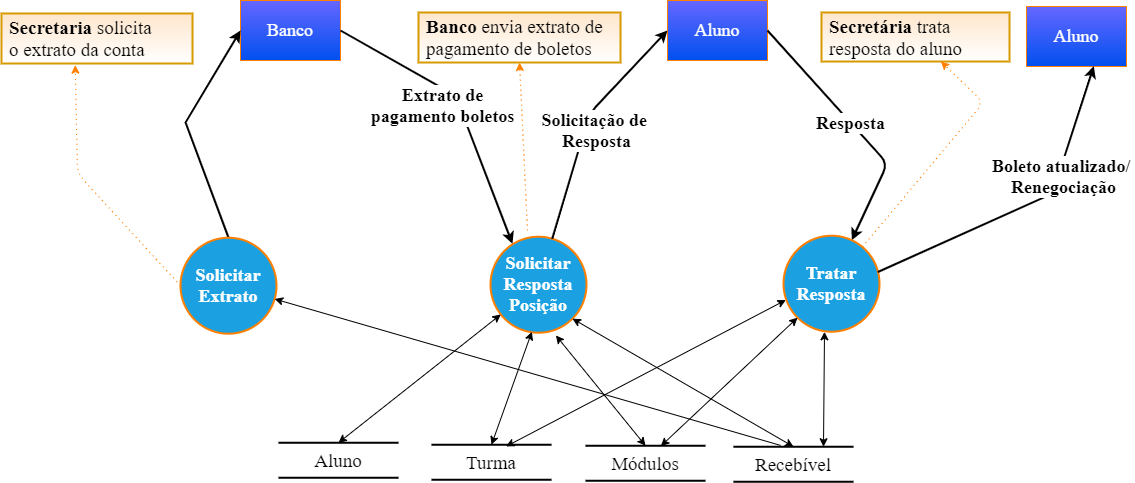 Secretaria solicita
o extrato da conta
Banco
Banco envia extrato de
pagamento de boletos
Aluno
Secretária trata
resposta do aluno
Aluno
Extrato de
pagamento boletos
Solicitação de
Resposta
Resposta
Boleto atualizado/
Renegociação
Solicitar
Extrato
Solicitar
Resposta
Posição
Tratar
Resposta
Aluno
Turma
Módulos
Recebível